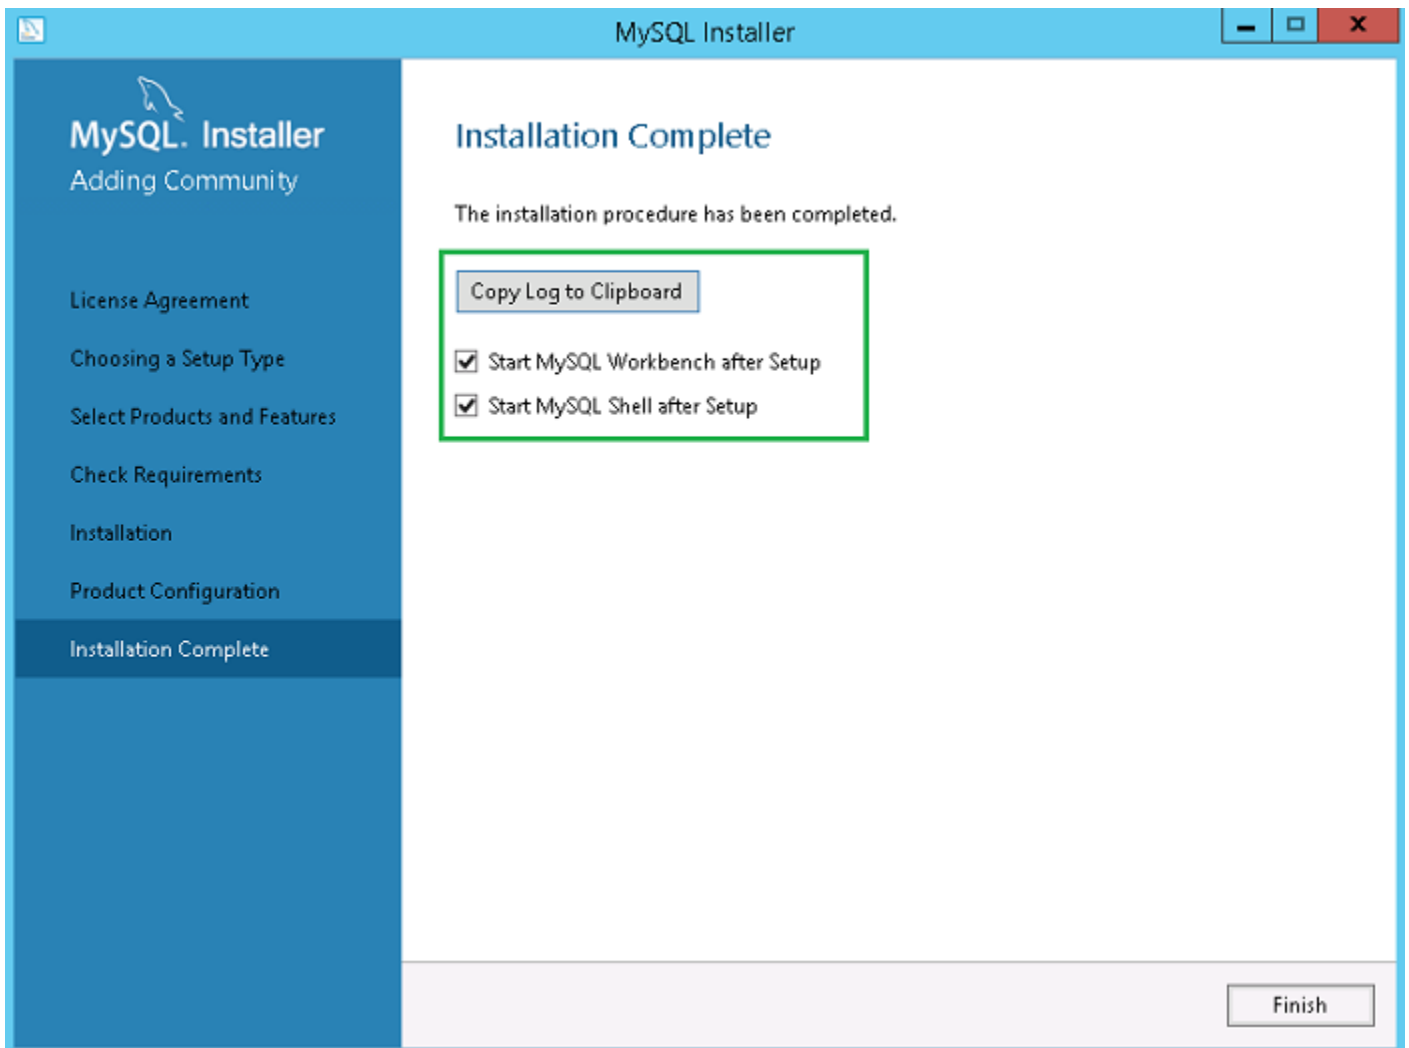 MySQL Installer
MySQL. Installer
Adding Community
License Agreement
Choosing a Setup Type
Select Products and Features
Check Requirements
Installation
Product Configuration
Installation Complete
Installation Complete
The installation procedure has been completed.
Copy Log to Clipboard
Start MySQL Workbench after Setup
Start MySQL Shell after Setup
Finish